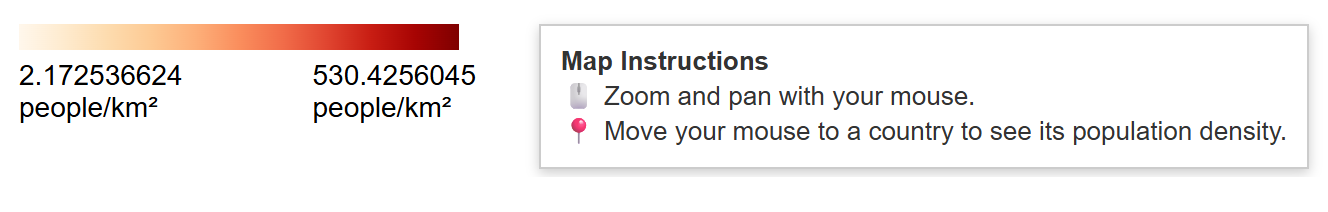 2.172536624
people/km²
530.4256045
people/km²
Map Instructions
Zoom and pan with your mouse.
Move your mouse to a country to see its population density.